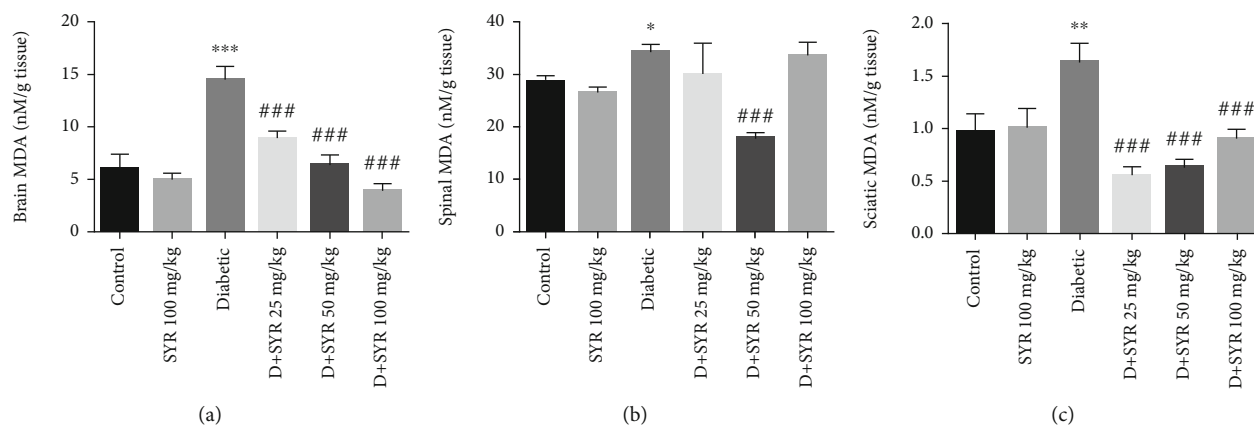 Brain MDA (nM/g tissue)
20
15
10
5
0
***
###
###
###
Control
SYR 100 mg/kg
Diabetic
D+SYR 25 mg/kg
D+SYR 50 mg/kg
D+SYR 100 mg/kg
(a)
Spinal MDA (nM/g tissue)
40
30
20
10
0
*
###
Control
SYR 100 mg/kg
Diabetic
D+SYR 25 mg/kg
D+SYR 50 mg/kg
D+SYR 100 mg/kg
(b)
Sciatic MDA (nM/g tissue)
2.0
1.5
1.0
0.5
0.0
**
###
###
###
Control
SYR 100 mg/kg
Diabetic
D+SYR 25 mg/kg
D+SYR 50 mg/kg
D+SYR 100 mg/kg
(c)